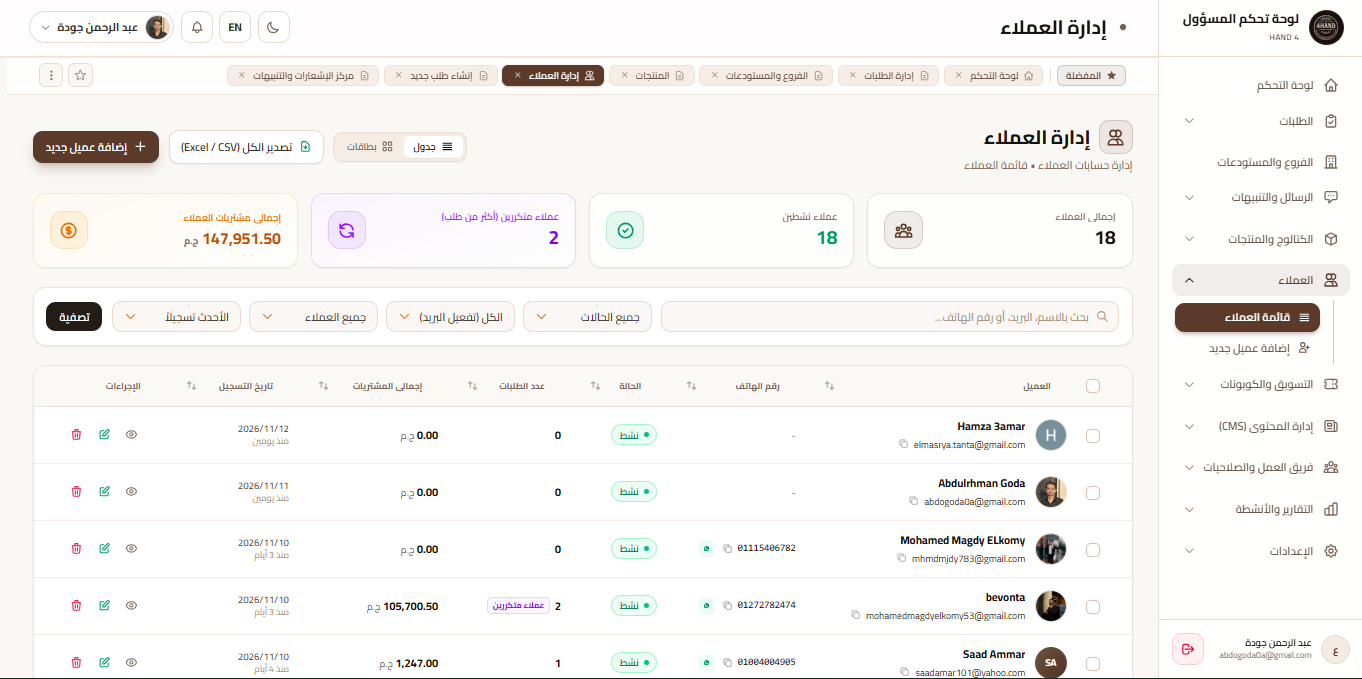 لوحة تحكم المسؤول
HAND 4
إدارة العملاء
EN
عبد الرحمن جودة
المفضلة
لوحة التحكم
إدارة الطلبات
الفروع والمستودعات
المنتجات
إدارة العملاء
إنشاء طلب جديد
مركز الإشعارات والتنبيهات
لوحة التحكم
الطلبات
الفروع والمستودعات
الرسائل والتنبيهات
الكتالوج والمنتجات
العملاء
قائمة العملاء
إضافة عميل جديد
التسويق والكوبونات
إدارة المحتوى (CMS)
فريق العمل والصلاحيات
التقارير والأنشطة
الإعدادات
ع
عبد الرحمن جودة
abdogoda0a@gmail.com
إدارة العملاء
إدارة حسابات العملاء • قائمة العملاء
جدول
بطاقات
تصدير الكل (Excel / CSV)
إضافة عميل جديد
إجمالي العملاء
18
عملاء نشطين
18
عملاء متكررين (أكثر من طلب)
2
إجمالي مشتريات العملاء
147,951.50 ج.م
بحث بالاسم، البريد، أو رقم الهاتف...
جميع الحالات
الكل (تفعيل البريد)
جميع العملاء
الأحدث تسجيلاً
تصفية
العميل
رقم الهاتف
الحالة
عدد الطلبات
إجمالي المشتريات
تاريخ التسجيل
الإجراءات
H
Hamza 3amar
elmasrya.tanta@gmail.com
-
نشط
0
0.00 ج.م
2026/11/12
منذ يومين
Abdulrhman Goda
abdogoda0a@gmail.com
-
نشط
0
0.00 ج.م
2026/11/11
منذ يومين
Mohamed Magdy ELkomy
mhmdmjdy783@gmail.com
01115406782
نشط
0
0.00 ج.م
2026/11/10
منذ 3 أيام
bevonta
mohamedmagdyelkomy53@gmail.com
01272782474
نشط
2
عملاء متكررين
105,700.50 ج.م
2026/11/10
منذ 3 أيام
SA
Saad Ammar
saadamar101@yahoo.com
01004004905
نشط
1
1,247.00 ج.م
2026/11/10
منذ 4 أيام